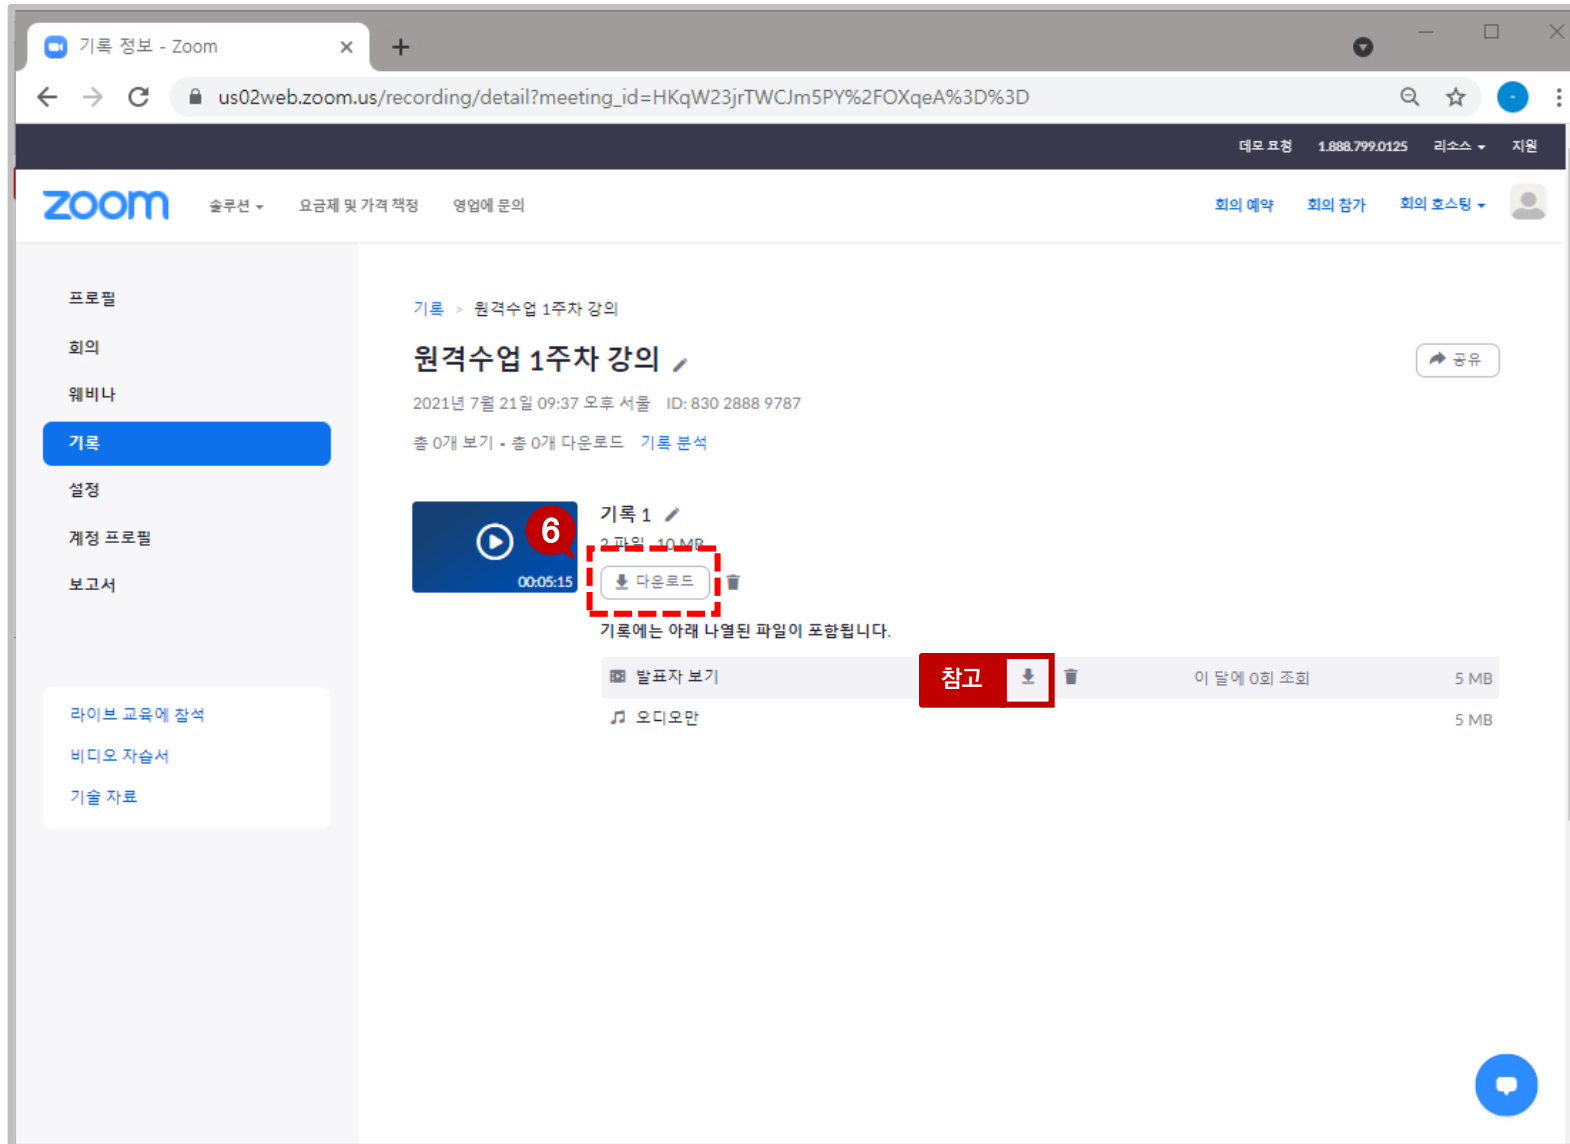 기록 정보 - Zoom
us02web.zoom.us/recording/detail?meeting_id=HKqW23jrTWCJm5PY%2FOXqeA%3D%3D
데모 요청 1.888.799.0125 리소스 지원
zoom 솔루션 요금제 및 가격 책정 영업에 문의 회의 예약 회의 참가 회의 호스팅
프로필
회의
웨비나
기록
설정
계정 프로필
보고서
라이브 교육에 참석
비디오 자습서
기술 자료
기록 > 원격수업 1주차 강의
원격수업 1주차 강의
공유
2021년 7월 21일 09:37 오후 서울 ID: 830 2888 9787
총 0개 보기 • 총 0개 다운로드 기록 분석
00:05:15
6
기록 1
2 파일 10 MB
다운로드
기록에는 아래 나열된 파일이 포함됩니다.
발표자 보기 참고 이 달에 0회 조회 5 MB
오디오만 5 MB